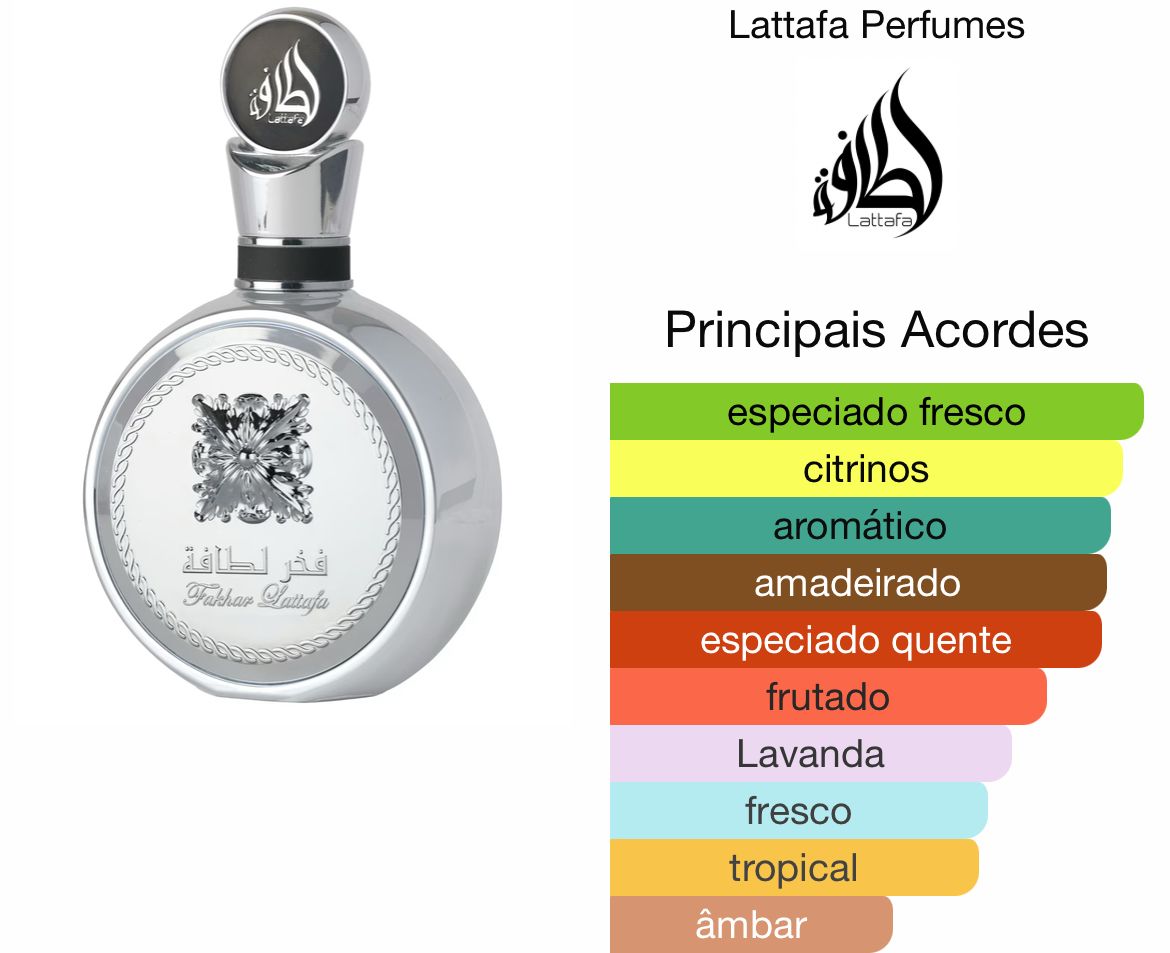 لطافة
Lattafa
فخر لطافة
Fakhar Lattafa
Lattafa Perfumes
لطافة
Lattafa
Principais Acordes
especiado fresco
citrinos
aromático
amadeirado
especiado quente
frutado
Lavanda
fresco
tropical
âmbar